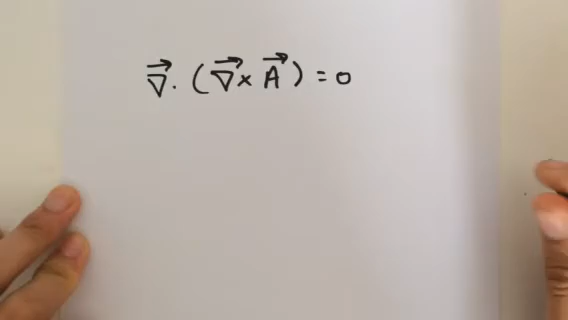 ∇⃗ · (∇⃗ × A⃗) = 0